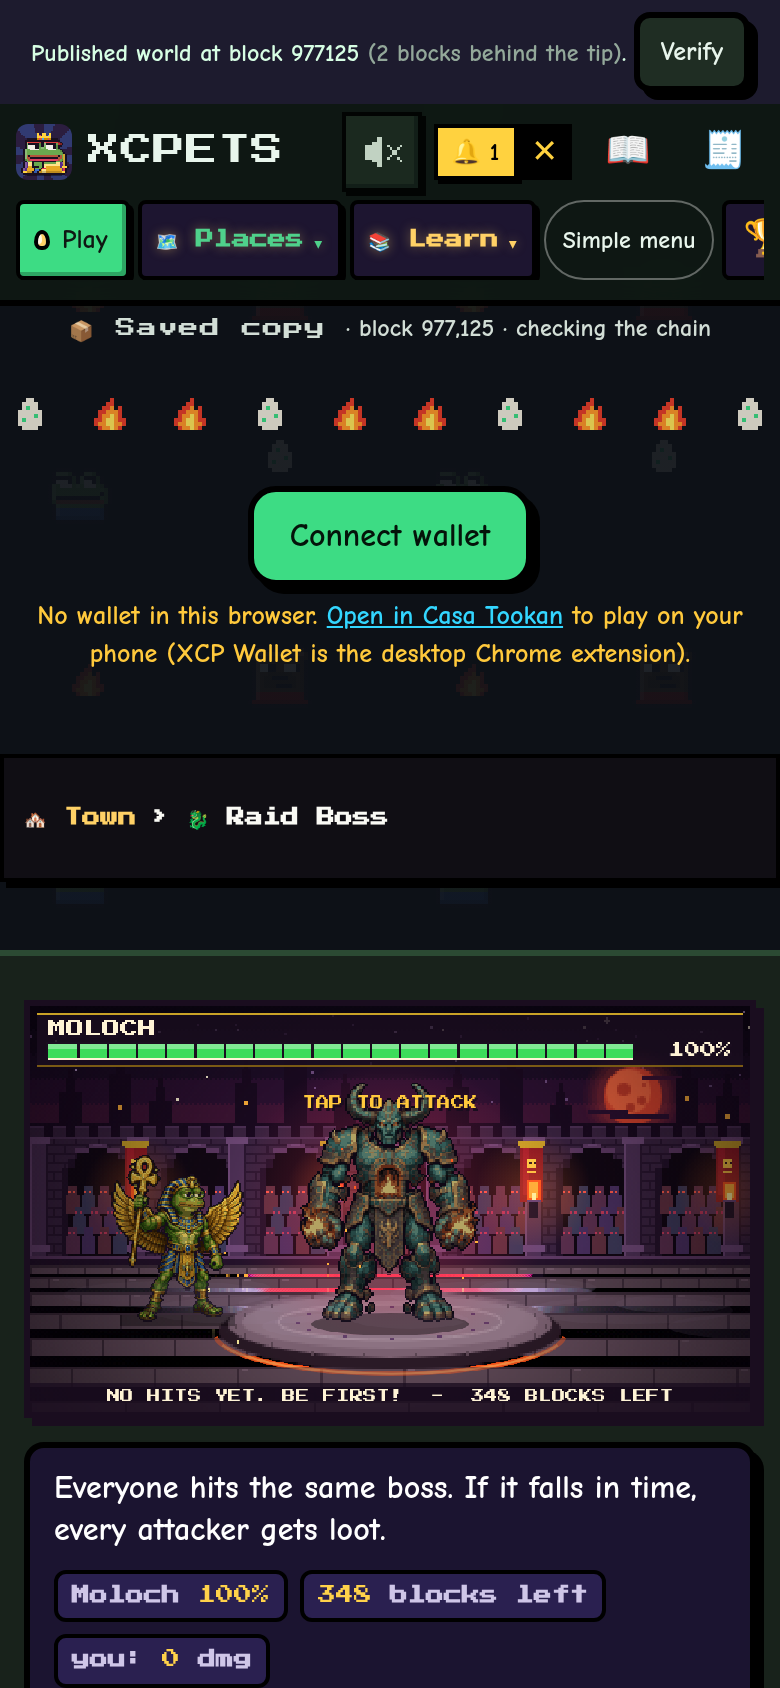 Published world at block 977125 (2 blocks behind the tip).
Verify
XCPETS
1
Play
Places
Learn
Simple menu
Saved copy · block 977,125 · checking the chain
Connect wallet
No wallet in this browser. Open in Casa Tookan to play on your
phone (XCP Wallet is the desktop Chrome extension).
Town › Raid Boss
MOLOCH
100%
TAP TO ATTACK
NO HITS YET. BE FIRST! - 348 BLOCKS LEFT
Everyone hits the same boss. If it falls in time,
every attacker gets loot.
Moloch 100%
348 blocks left
you: 0 dmg